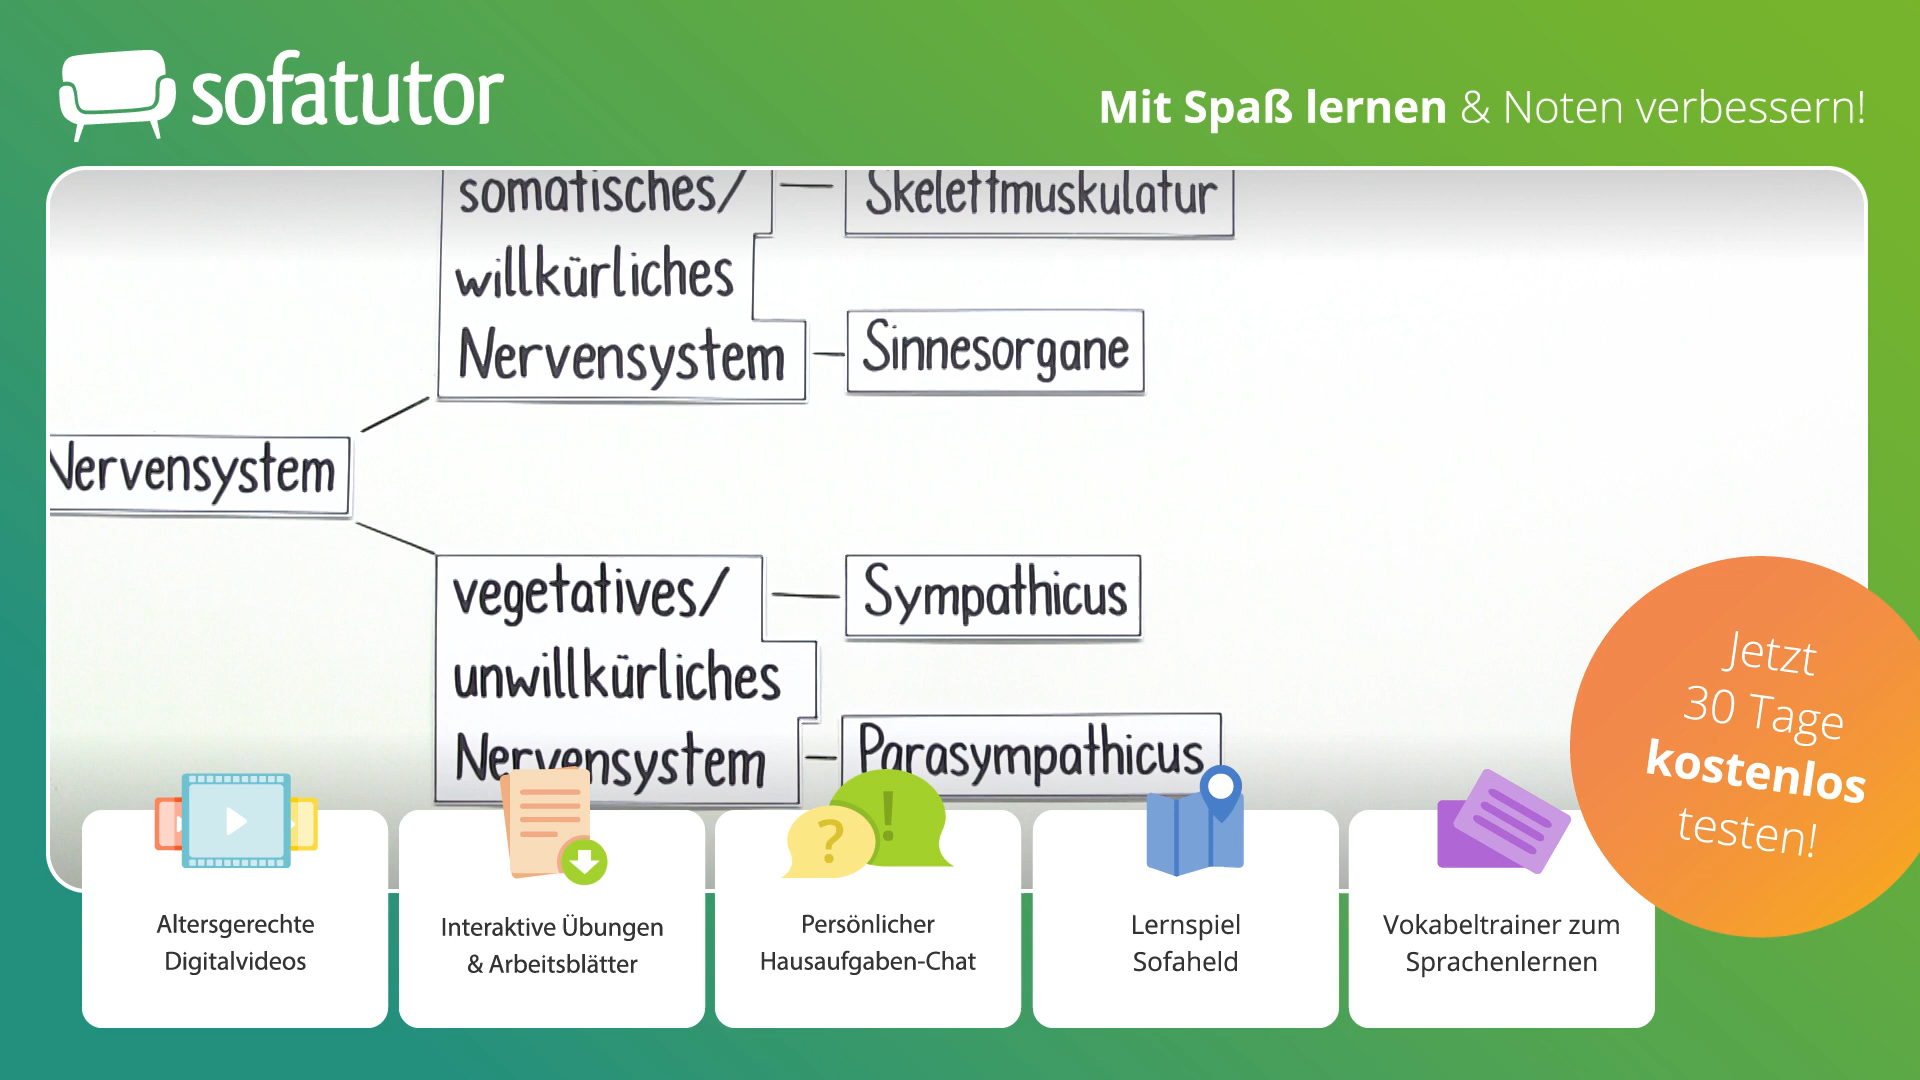 sofatutor
Mit Spaß lernen & Noten verbessern!
somatisches/
willkürliches
Nervensystem
Skelettmuskulatur
Sinnesorgane
Nervensystem
vegetatives/
unwillkürliches
Nervensystem
Sympathicus
Parasympathicus
Jetzt
30 Tage
kostenlos
testen!
Altersgerechte
Digitalvideos
Interaktive Übungen
& Arbeitsblätter
Persönlicher
Hausaufgaben-Chat
Lernspiel
Sofaheld
Vokabeltrainer zum
Sprachenlernen